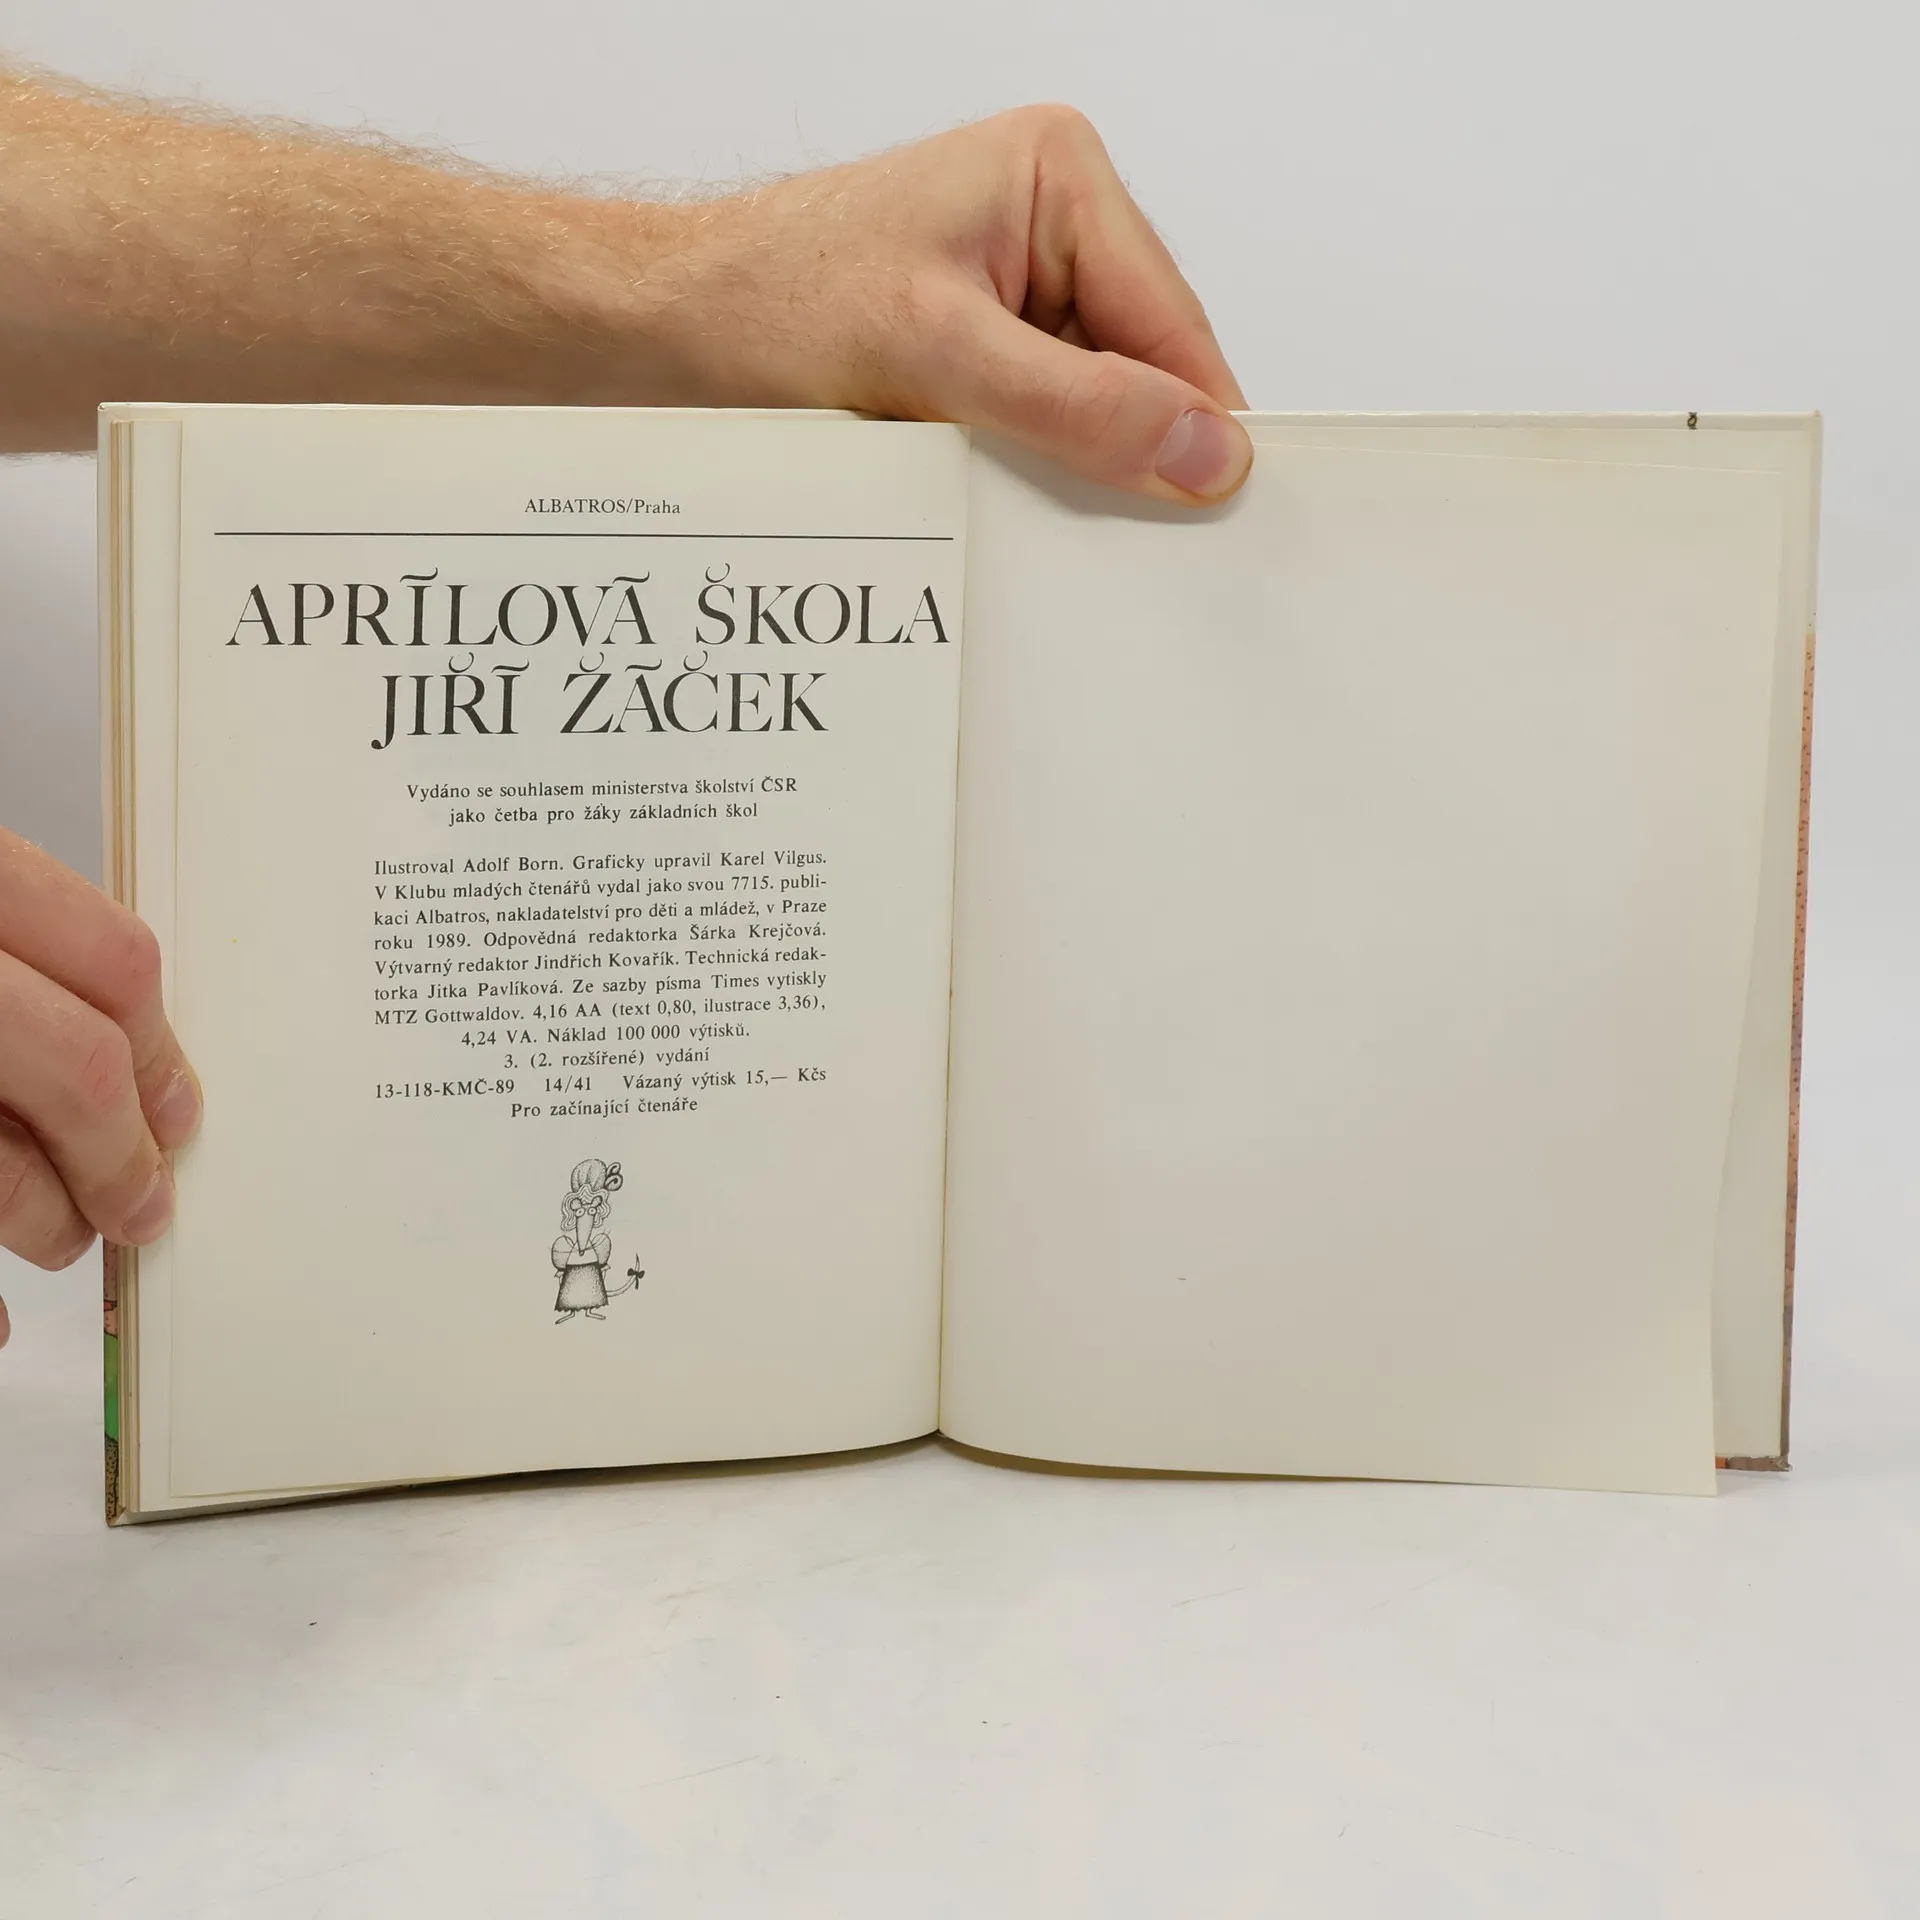 ALBATROS/Praha
APRÍLOVÁ ŠKOLA
JIŘÍ ŽÁČEK
Vydáno se souhlasem ministerstva školství ČSR
jako četba pro žáky základních škol
Ilustroval Adolf Born. Graficky upravil Karel Vilgus.
V Klubu mladých čtenářů vydal jako svou 7715. publi-
kaci Albatros, nakladatelství pro děti a mládež, v Praze
roku 1989. Odpovědná redaktorka Šárka Krejčová.
Výtvarný redaktor Jindřich Kovařík. Technická redak-
torka Jitka Pavlíková. Ze sazby písma Times vytiskly
MTZ Gottwaldov. 4,16 AA (text 0,80, ilustrace 3,36),
4,24 VA. Náklad 100 000 výtisků.
3. (2. rozšířené) vydání
13-118-KMČ-89 14/41 Vázaný výtisk 15,— Kčs
Pro začínající čtenáře